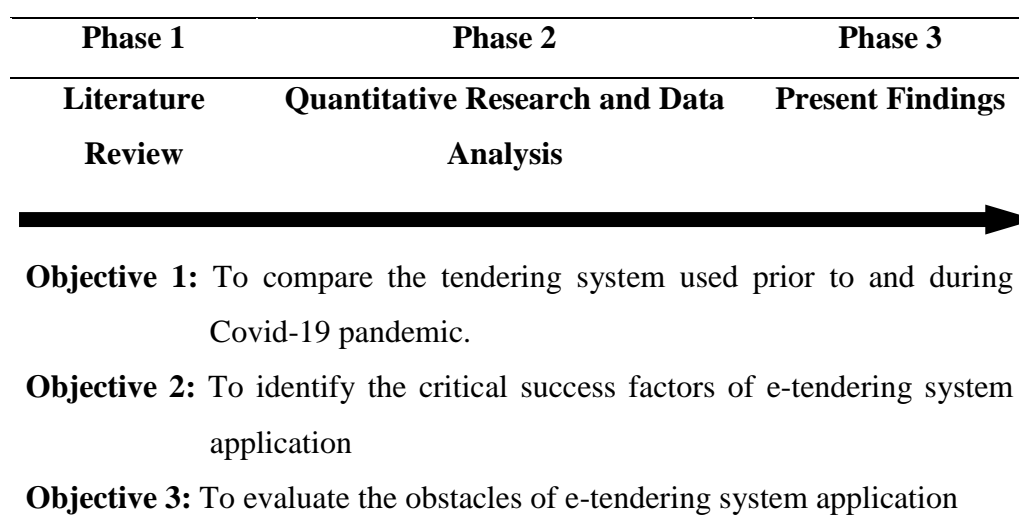 Phase 1 Phase 2 Phase 3
Literature Quantitative Research and Data Present Findings
Review Analysis
Objective 1: To compare the tendering system used prior to and during
Covid-19 pandemic.
Objective 2: To identify the critical success factors of e-tendering system
application
Objective 3: To evaluate the obstacles of e-tendering system application